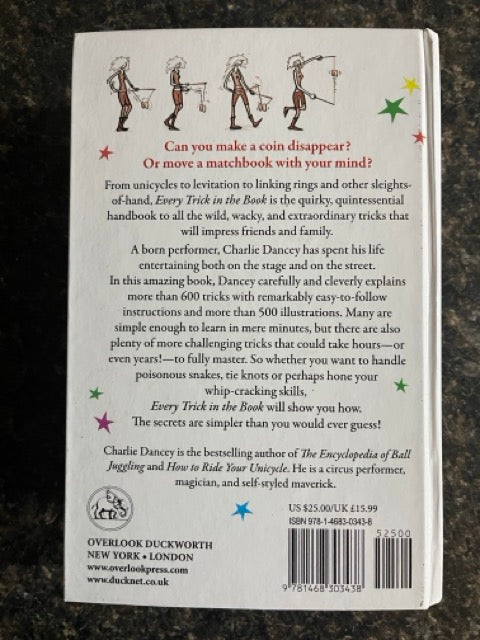 Can you make a coin disappear?
Or move a matchbook with your mind?
From unicycles to levitation to linking rings and other sleights-
of-hand, Every Trick in the Book is the quirky, quintessential
handbook to all the wild, wacky, and extraordinary tricks that
will impress friends and family.
A born performer, Charlie Dancey has spent his life
entertaining both on the stage and on the street.
In this amazing book, Dancey carefully and cleverly explains
more than 600 tricks with remarkably easy-to-follow
instructions and more than 500 illustrations. Many are
simple enough to learn in mere minutes, but there are also
plenty of more challenging tricks that could take hours—or
even years!—to fully master. So whether you want to handle
poisonous snakes, tie knots or perhaps hone your
whip-cracking skills,
Every Trick in the Book will show you how.
The secrets are simpler than you would ever guess!
Charlie Dancey is the bestselling author of The Encyclopedia of Ball
Juggling and How to Ride Your Unicycle. He is a circus performer,
magician, and self-styled maverick.
OVERLOOK DUCKWORTH
NEW YORK • LONDON
www.overlookpress.com
www.ducknet.co.uk
US $25.00/UK £15.99
ISBN 978-1-4683-0343-8
52500
9 781468 303438